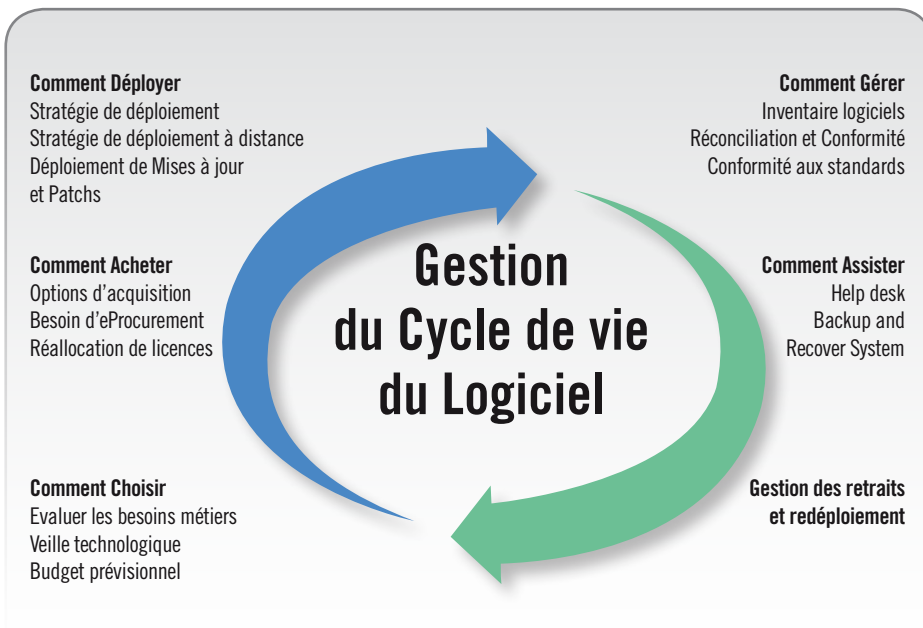 Comment Déployer
Stratégie de déploiement
Stratégie de déploiement à distance
Déploiement de Mises à jour
et Patchs
Comment Gérer
Inventaire logiciels
Réconciliation et Conformité
Conformité aux standards
Comment Acheter
Options d'acquisition
Besoin d'eProcurement
Réallocation de licences
Gestion
du Cycle de vie
du Logiciel
Comment Assister
Help desk
Backup and
Recover System
Comment Choisir
Evaluer les besoins métiers
Veille technologique
Budget prévisionnel
Gestion des retraits
et redéploiement